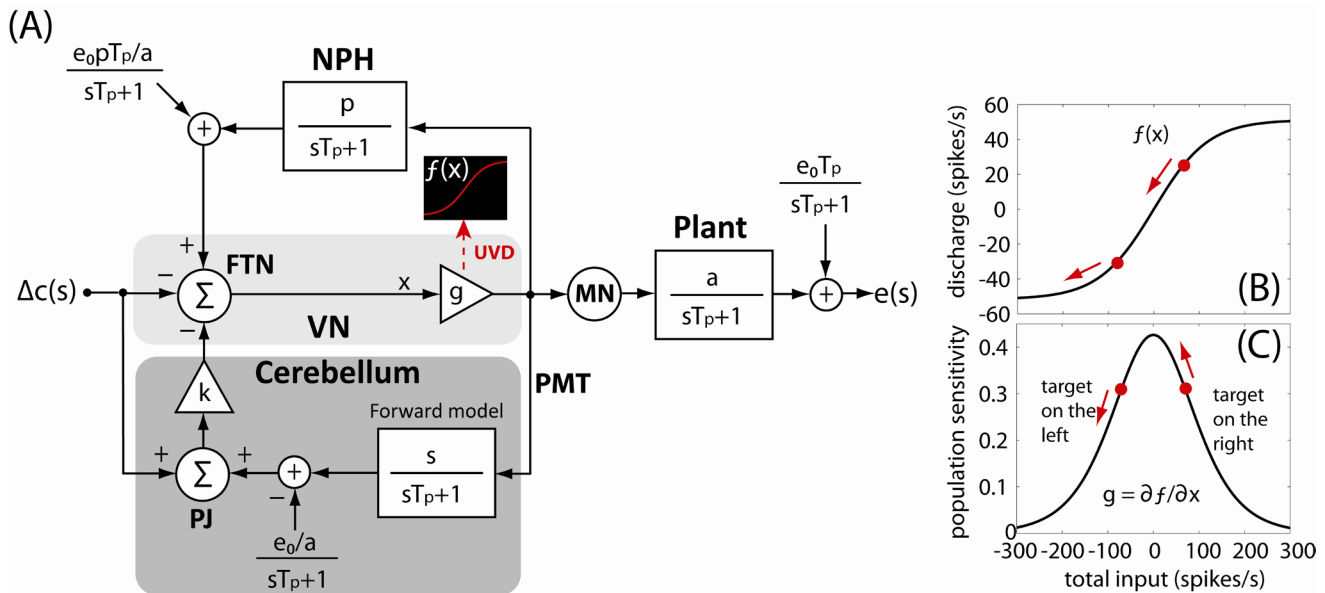 (A)
e₀pTₚ/a
sTₚ+1
NPH
p
sTₚ+1
+
f(x)
UVD
+
−
FTN
Σ
Δc(s)
−
x
g
VN
MN
Plant
a
sTₚ+1
e₀Tₚ
sTₚ+1
+
e(s)
Cerebellum
PMT
k
Forward model
s
sTₚ+1
+
Σ
+
+
−
PJ
e₀/a
sTₚ+1
60
40
20
0
-20
-40
-60
discharge (spikes/s)
f(x)
(B)
0.4
0.3
0.2
0.1
0
population sensitivity
(C)
target
on the
left
target
on the
right
g = ∂f/∂x
-300 -200 -100 0 100 200 300
total input (spikes/s)